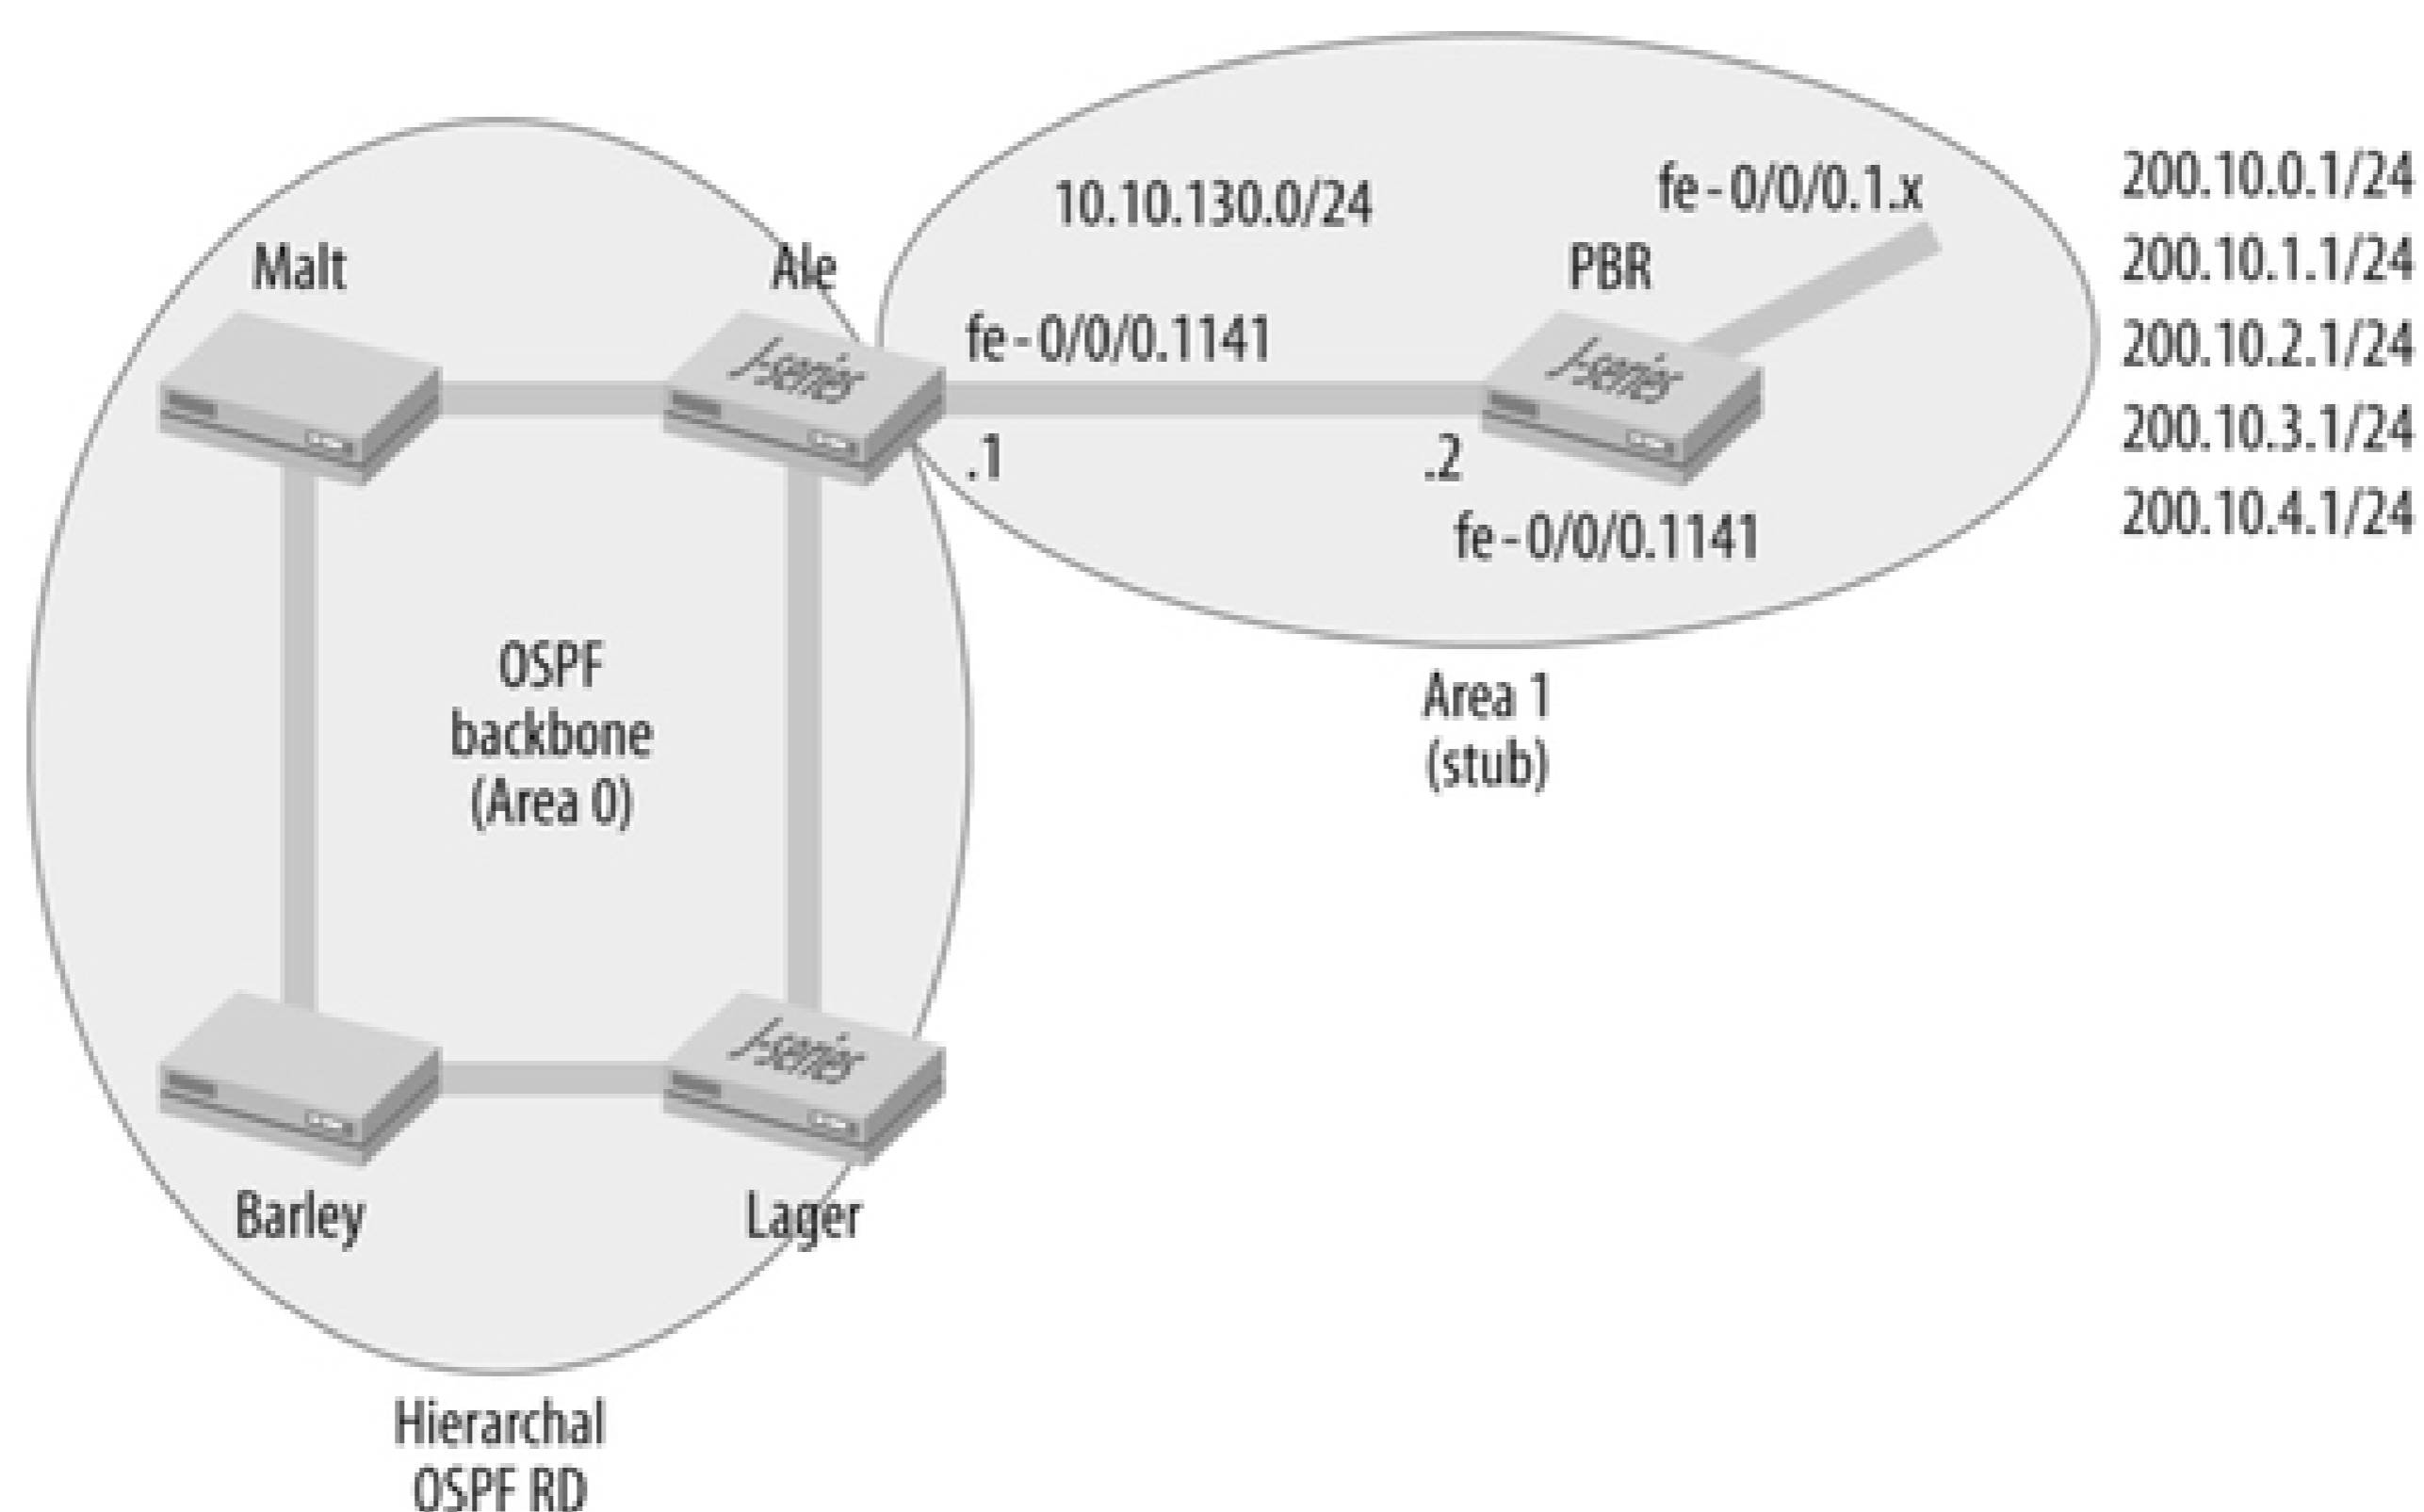 Malt
Ale
10.10.130.0/24
fe-0/0/0.1.x
PBR
200.10.0.1/24
200.10.1.1/24
200.10.2.1/24
200.10.3.1/24
200.10.4.1/24
J-series
fe-0/0/0.1141
J-series
.1
.2
fe-0/0/0.1141
OSPF
backbone
(Area 0)
Area 1
(stub)
J-series
Barley
Lager
Hierarchal
OSPF RD